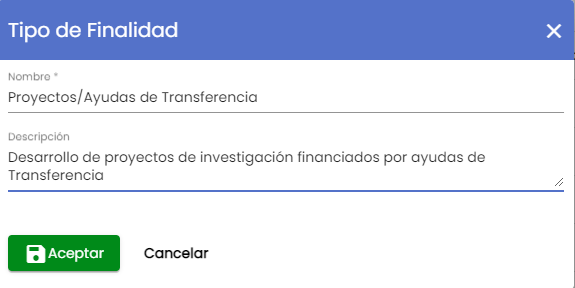 Tipo de Finalidad
Nombre *
Proyectos/Ayudas de Transferencia
Descripción
Desarrollo de proyectos de investigación financiados por ayudas de
Transferencia
Aceptar
Cancelar